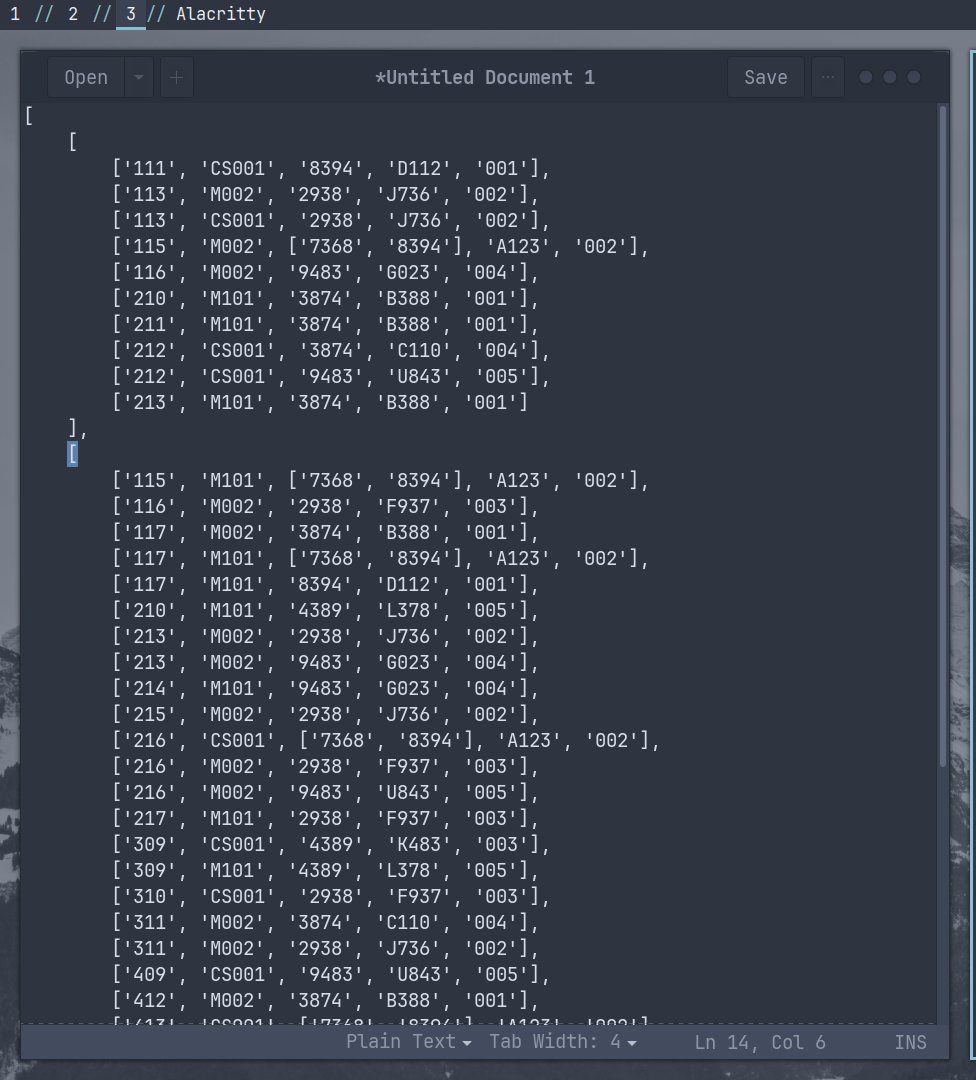 1 // 2 // 3 // Alacritty
Open + *Untitled Document 1 Save ...
[
    [
        ['111', 'CS001', '8394', 'D112', '001'],
        ['113', 'M002', '2938', 'J736', '002'],
        ['113', 'CS001', '2938', 'J736', '002'],
        ['115', 'M002', ['7368', '8394'], 'A123', '002'],
        ['116', 'M002', '9483', 'G023', '004'],
        ['210', 'M101', '3874', 'B388', '001'],
        ['211', 'M101', '3874', 'B388', '001'],
        ['212', 'CS001', '3874', 'C110', '004'],
        ['212', 'CS001', '9483', 'U843', '005'],
        ['213', 'M101', '3874', 'B388', '001']
    ],
    [
        ['115', 'M101', ['7368', '8394'], 'A123', '002'],
        ['116', 'M002', '2938', 'F937', '003'],
        ['117', 'M002', '3874', 'B388', '001'],
        ['117', 'M101', ['7368', '8394'], 'A123', '002'],
        ['117', 'M101', '8394', 'D112', '001'],
        ['210', 'M101', '4389', 'L378', '005'],
        ['213', 'M002', '2938', 'J736', '002'],
        ['213', 'M002', '9483', 'G023', '004'],
        ['214', 'M101', '9483', 'G023', '004'],
        ['215', 'M002', '2938', 'J736', '002'],
        ['216', 'CS001', ['7368', '8394'], 'A123', '002'],
        ['216', 'M002', '2938', 'F937', '003'],
        ['216', 'M002', '9483', 'U843', '005'],
        ['217', 'M101', '2938', 'F937', '003'],
        ['309', 'CS001', '4389', 'K483', '003'],
        ['309', 'M101', '4389', 'L378', '005'],
        ['310', 'CS001', '2938', 'F937', '003'],
        ['311', 'M002', '3874', 'C110', '004'],
        ['311', 'M002', '2938', 'J736', '002'],
        ['409', 'CS001', '9483', 'U843', '005'],
        ['412', 'M002', '3874', 'B388', '001'],
        ['413', 'CS001', ['7368', '8394'], 'A123', '002'],
Plain Text Tab Width: 4 Ln 14, Col 6 INS